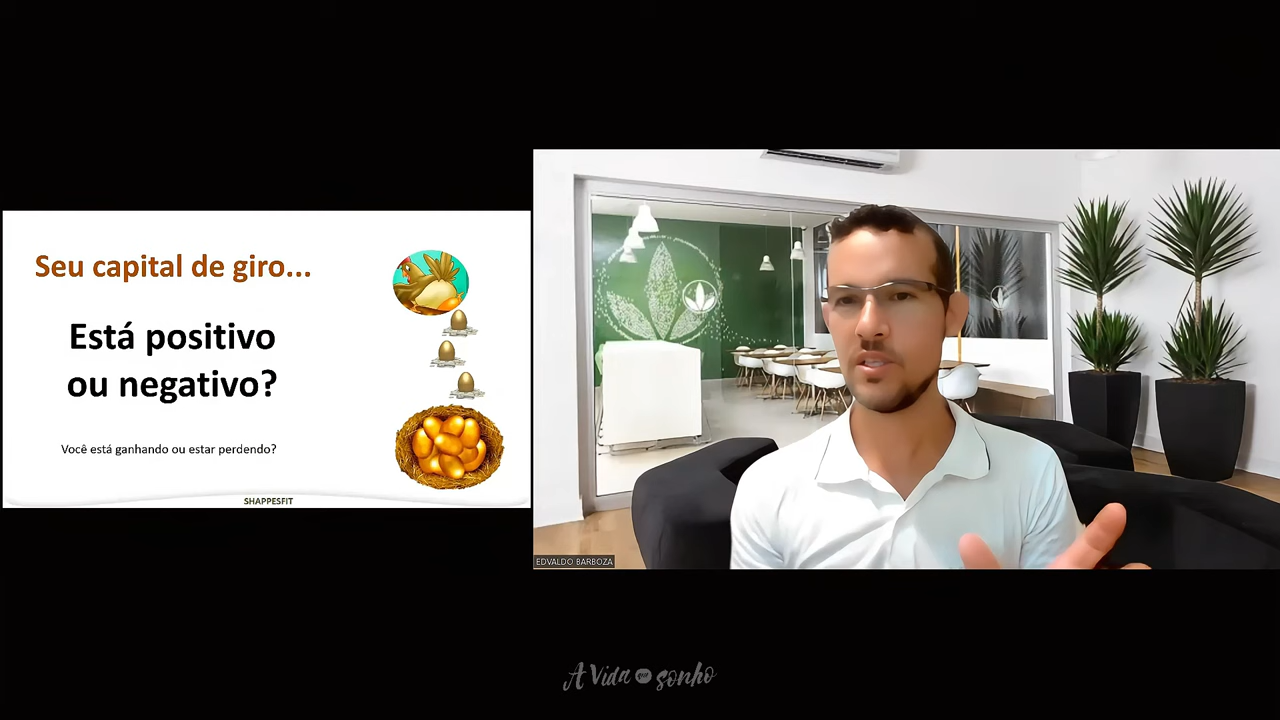 Seu capital de giro...
Está positivo
ou negativo?
Você está ganhando ou estar perdendo?
SHAPPESFIT
EDVALDO BARBOZA
A Vida que sonho